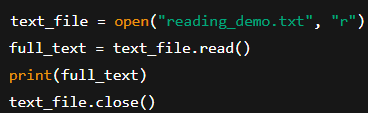 text_file = open("reading_demo.txt", "r")
full_text = text_file.read()
print(full_text)
text_file.close()